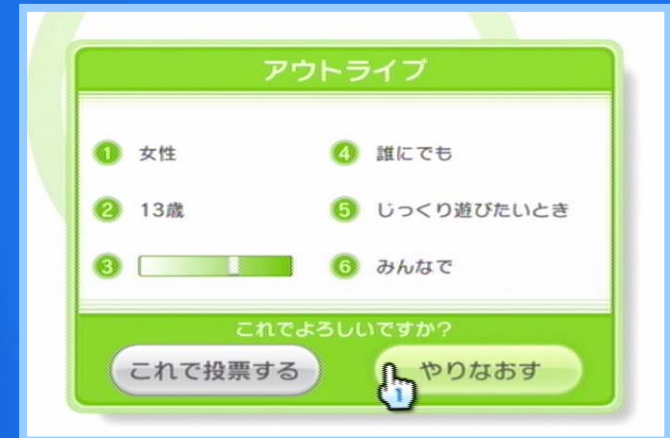 アウトライブ
1 女性
2 13歳
3
4 誰にでも
5 じっくり遊びたいとき
6 みんなで
これでよろしいですか?
これで投票する
やりなおす
1